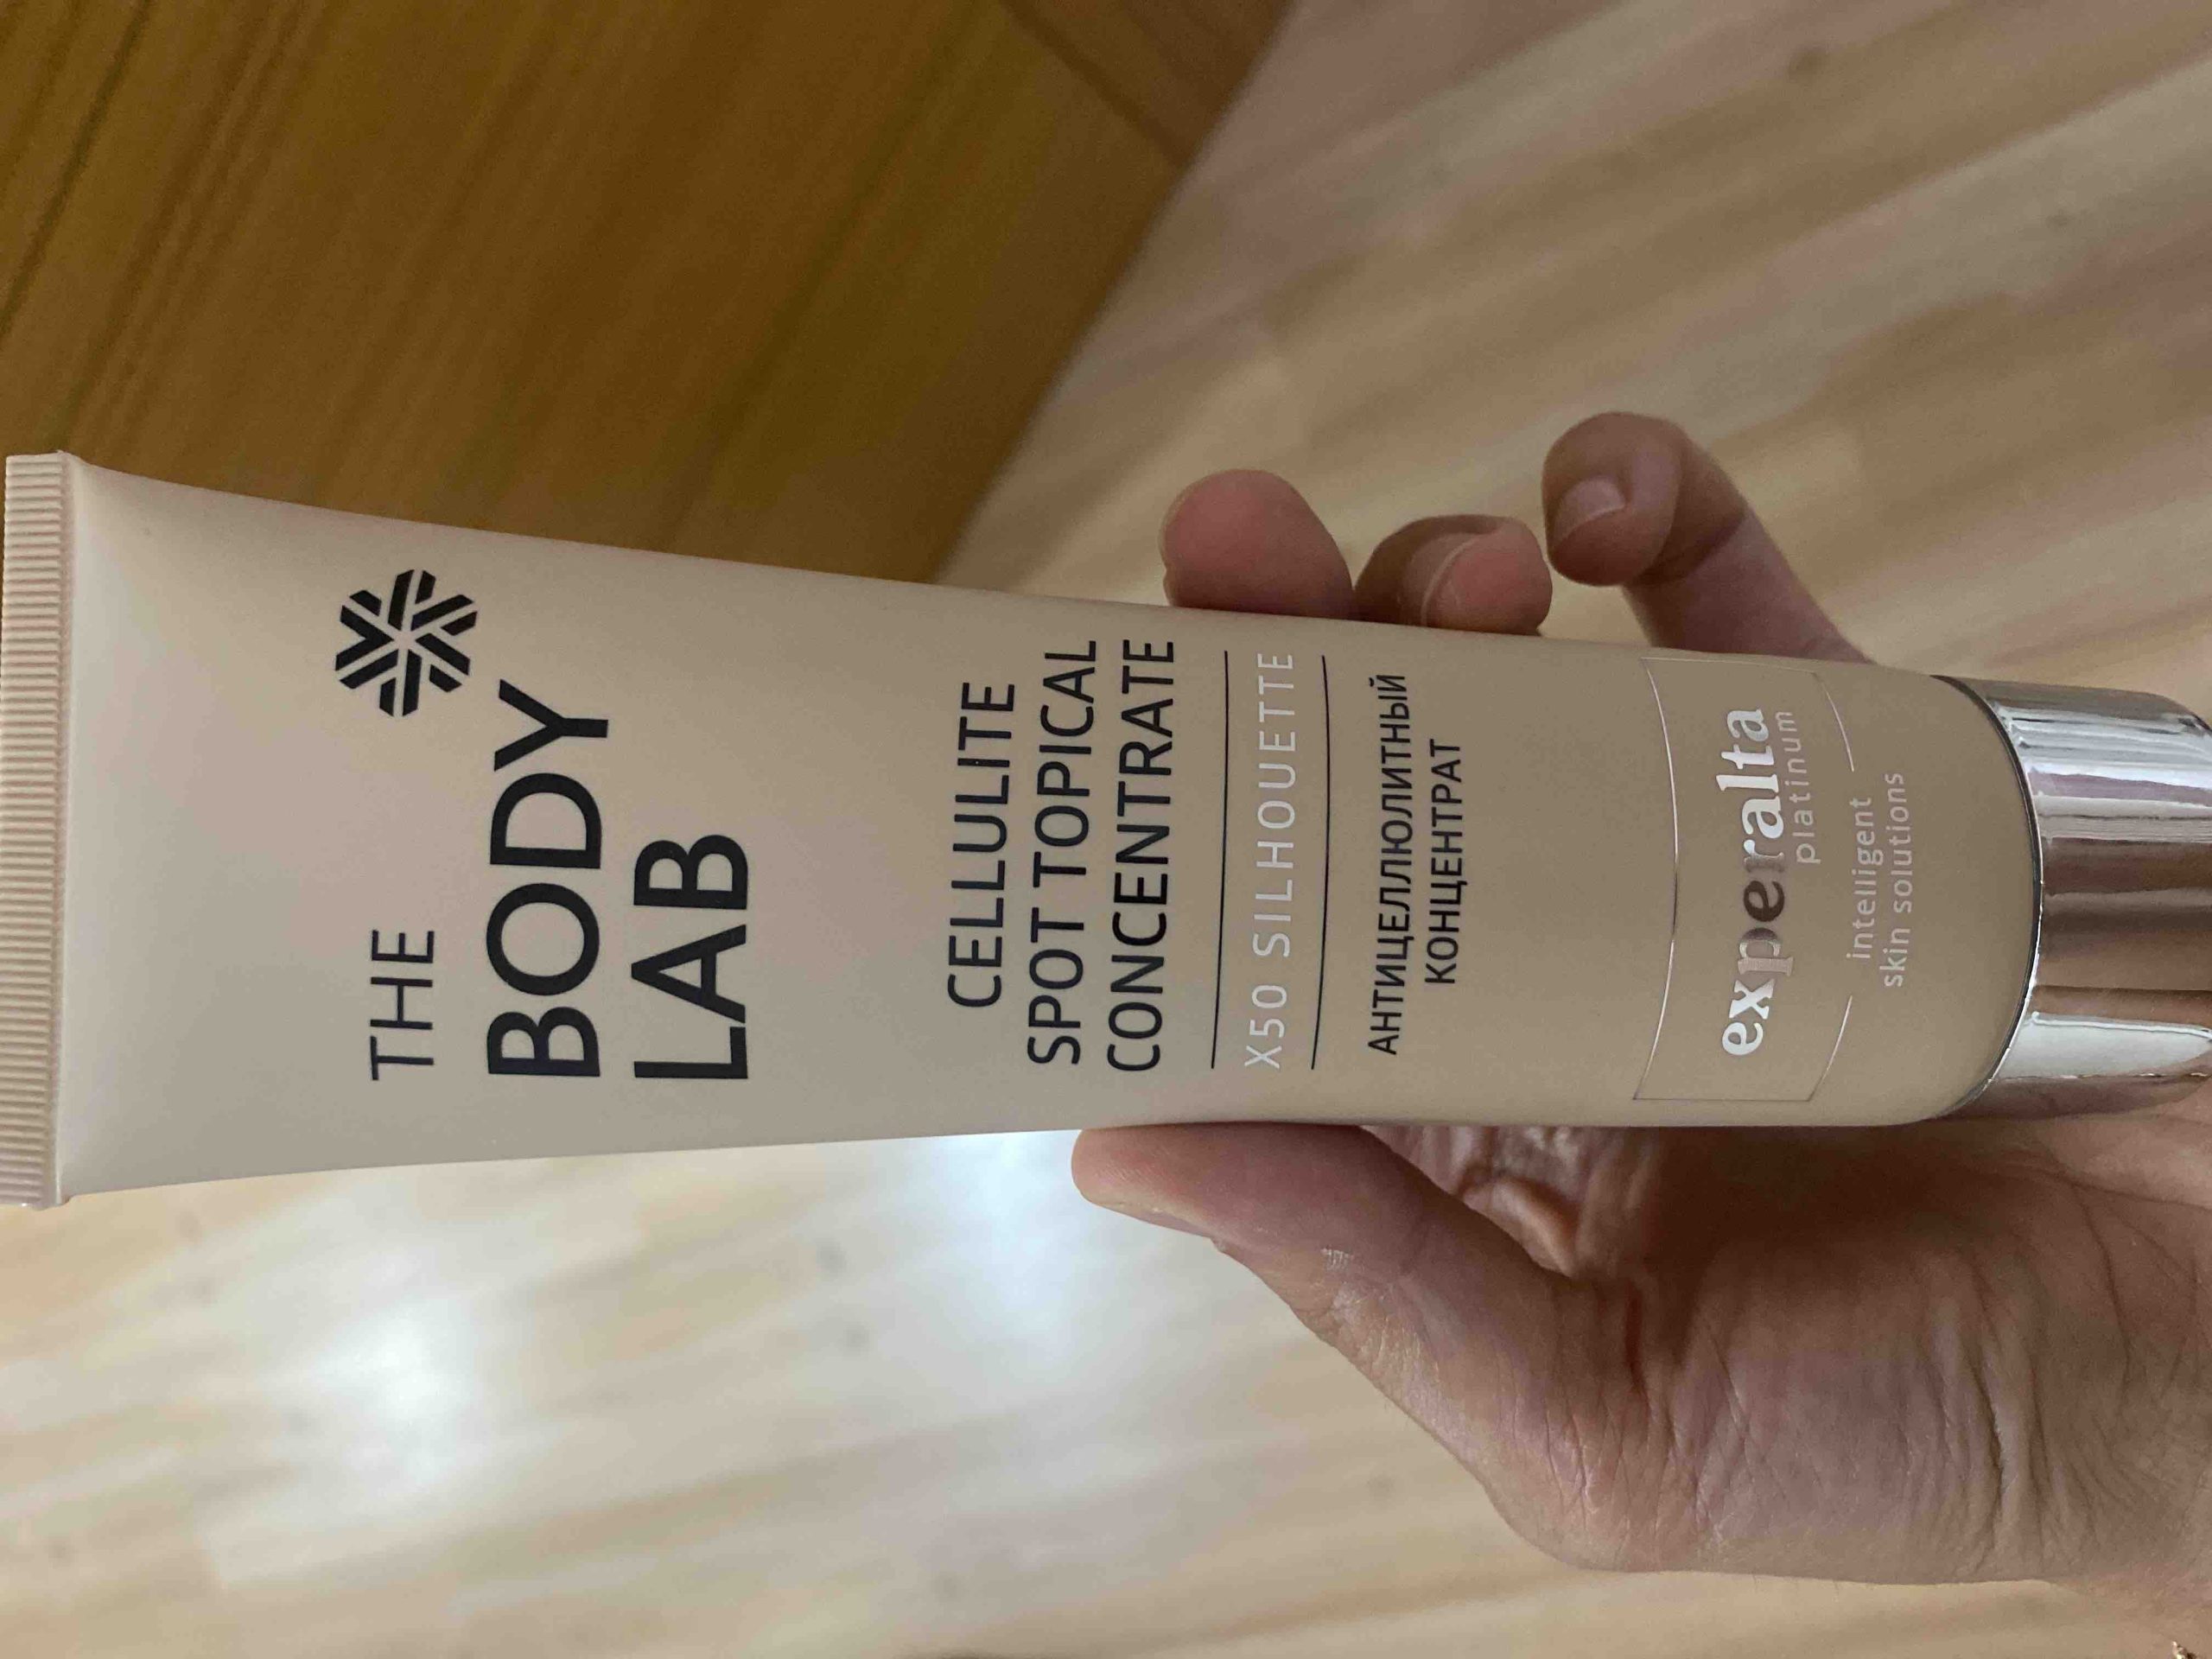 THE
BODY
LAB
CELLULITE
SPOT TOPICAL
CONCENTRATE
X50 SILHOUETTE
АНТИЦЕЛЛЮЛИТНЫЙ
КОНЦЕНТРАТ
experalta
platinum
intelligent
skin solutions